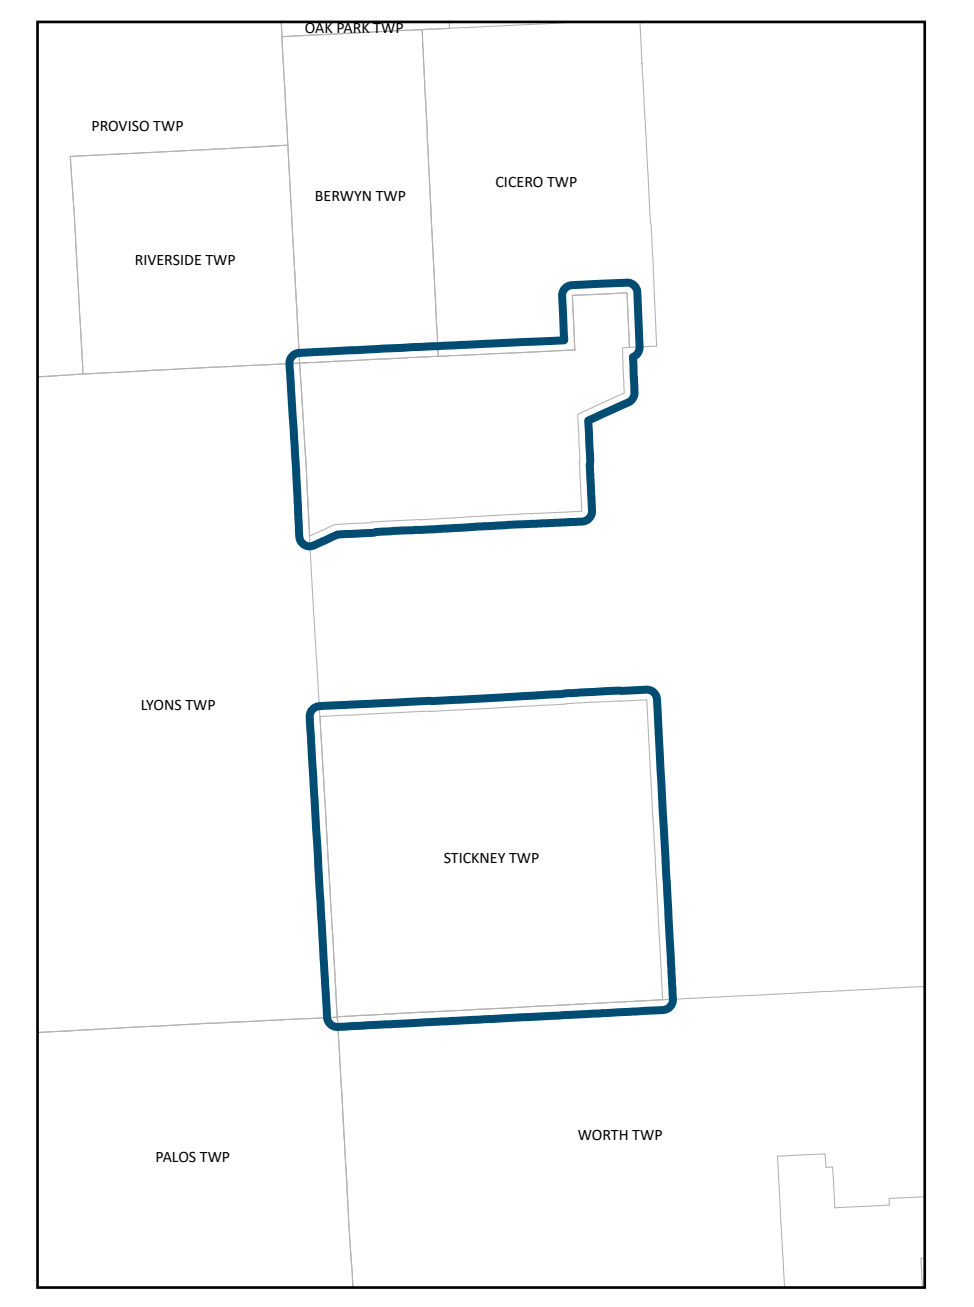 OAK PARK TWP
PROVISO TWP
CICERO TWP
BERWYN TWP
RIVERSIDE TWP
LYONS TWP
STICKNEY TWP
WORTH TWP
PALOS TWP